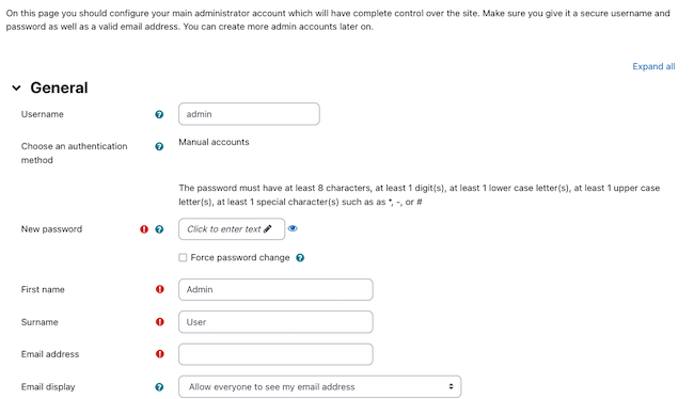 On this page you should configure your main administrator account which will have complete control over the site. Make sure you give it a secure username and
password as well as a valid email address. You can create more admin accounts later on.
Expand all
General
Username
admin
Choose an authentication
method
Manual accounts
The password must have at least 8 characters, at least 1 digit(s), at least 1 lower case letter(s), at least 1 upper case
letter(s), at least 1 special character(s) such as as *, -, or #
New password
Click to enter text
Force password change
First name
Admin
Surname
User
Email address
Email display
Allow everyone to see my email address